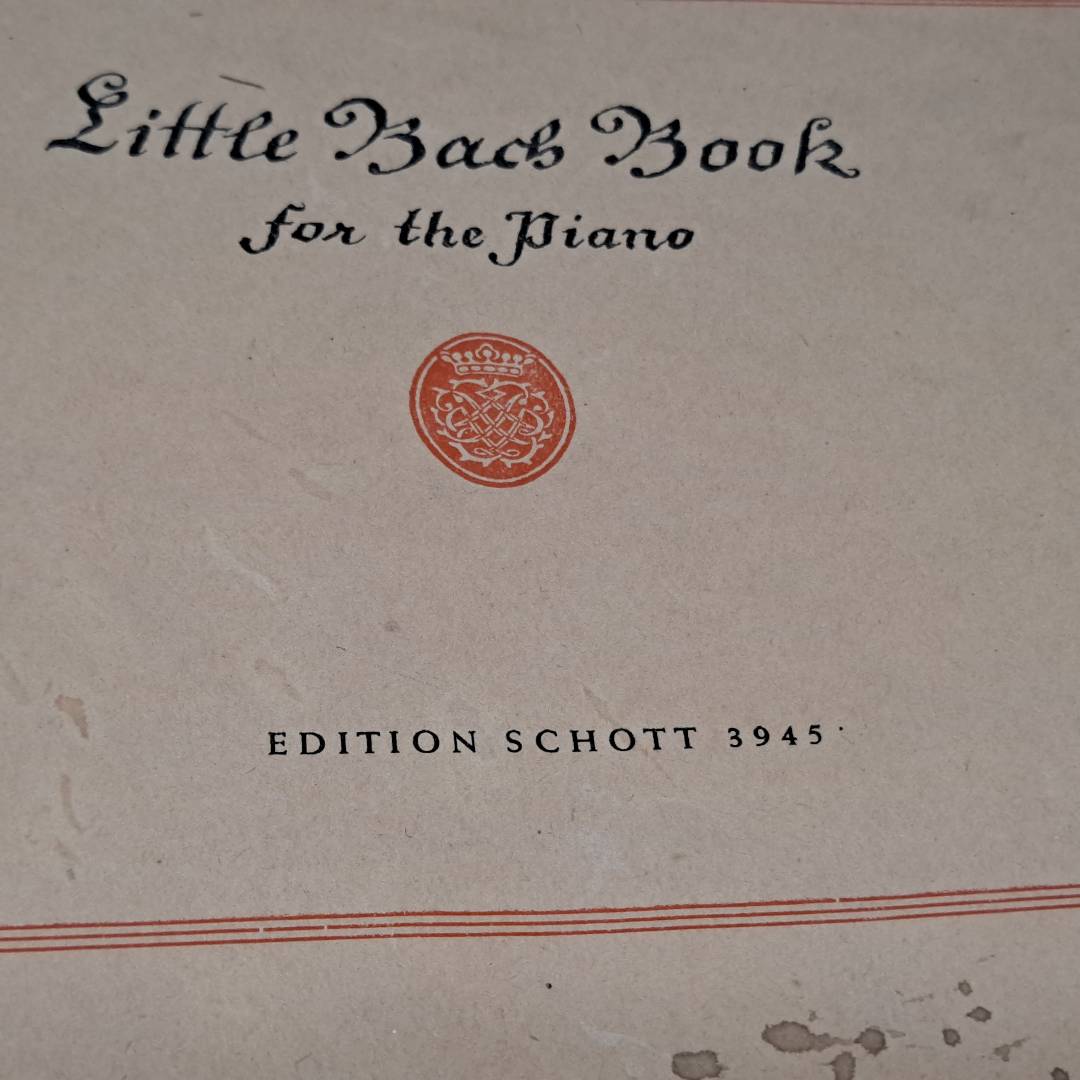 Little Bach Book
for the Piano
EDITION SCHOTT 3945